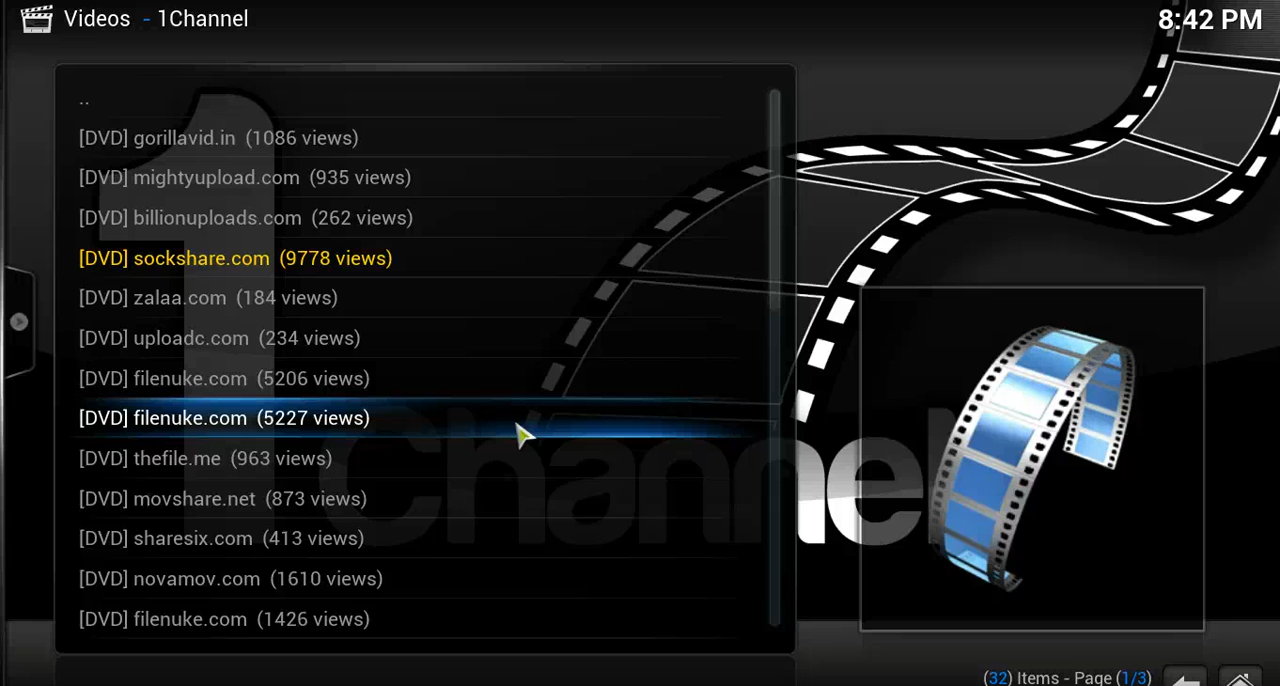 Videos - 1Channel
8:42 PM
..
[DVD] gorillavid.in (1086 views)
[DVD] mightyupload.com (935 views)
[DVD] billionuploads.com (262 views)
[DVD] sockshare.com (9778 views)
[DVD] zalaa.com (184 views)
[DVD] uploadc.com (234 views)
[DVD] filenuke.com (5206 views)
[DVD] filenuke.com (5227 views)
[DVD] thefile.me (963 views)
[DVD] movshare.net (873 views)
[DVD] sharesix.com (413 views)
[DVD] novamov.com (1610 views)
[DVD] filenuke.com (1426 views)
1Channel
(32) Items - Page (1/3)